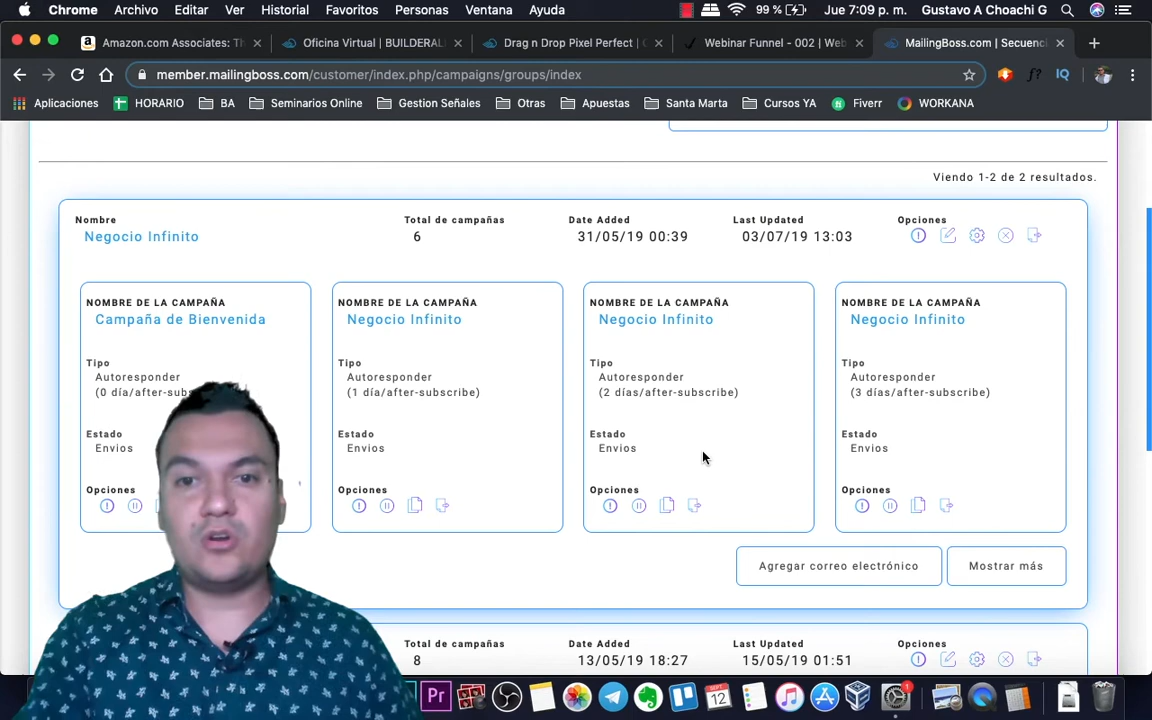 Chrome Archivo Editar Ver Historial Favoritos Personas Ventana Ayuda 99 % Jue 7:09 p. m. Gustavo A Choachi G
Amazon.com Associates: Th Oficina Virtual | BUILDERALL Drag n Drop Pixel Perfect | C Webinar Funnel - 002 | Web MailingBoss.com | Secuenci
member.mailingboss.com/customer/index.php/campaigns/groups/index
Aplicaciones HORARIO BA Seminarios Online Gestion Señales Otras Apuestas Santa Marta Cursos YA Fiverr WORKANA
Viendo 1-2 de 2 resultados.
Nombre Total de campañas Date Added Last Updated Opciones
Negocio Infinito 6 31/05/19 00:39 03/07/19 13:03
NOMBRE DE LA CAMPAÑA NOMBRE DE LA CAMPAÑA NOMBRE DE LA CAMPAÑA NOMBRE DE LA CAMPAÑA
Campaña de Bienvenida Negocio Infinito Negocio Infinito Negocio Infinito
Tipo Tipo Tipo Tipo
Autoresponder Autoresponder Autoresponder Autoresponder
(0 día/after-subs (1 día/after-subscribe) (2 días/after-subscribe) (3 días/after-subscribe)
Estado Estado Estado Estado
Envios Envios Envios Envios
Opciones Opciones Opciones Opciones
Agregar correo electrónico Mostrar más
Total de campañas Date Added Last Updated Opciones
8 13/05/19 18:27 15/05/19 01:51
Pr SEPT 12 1